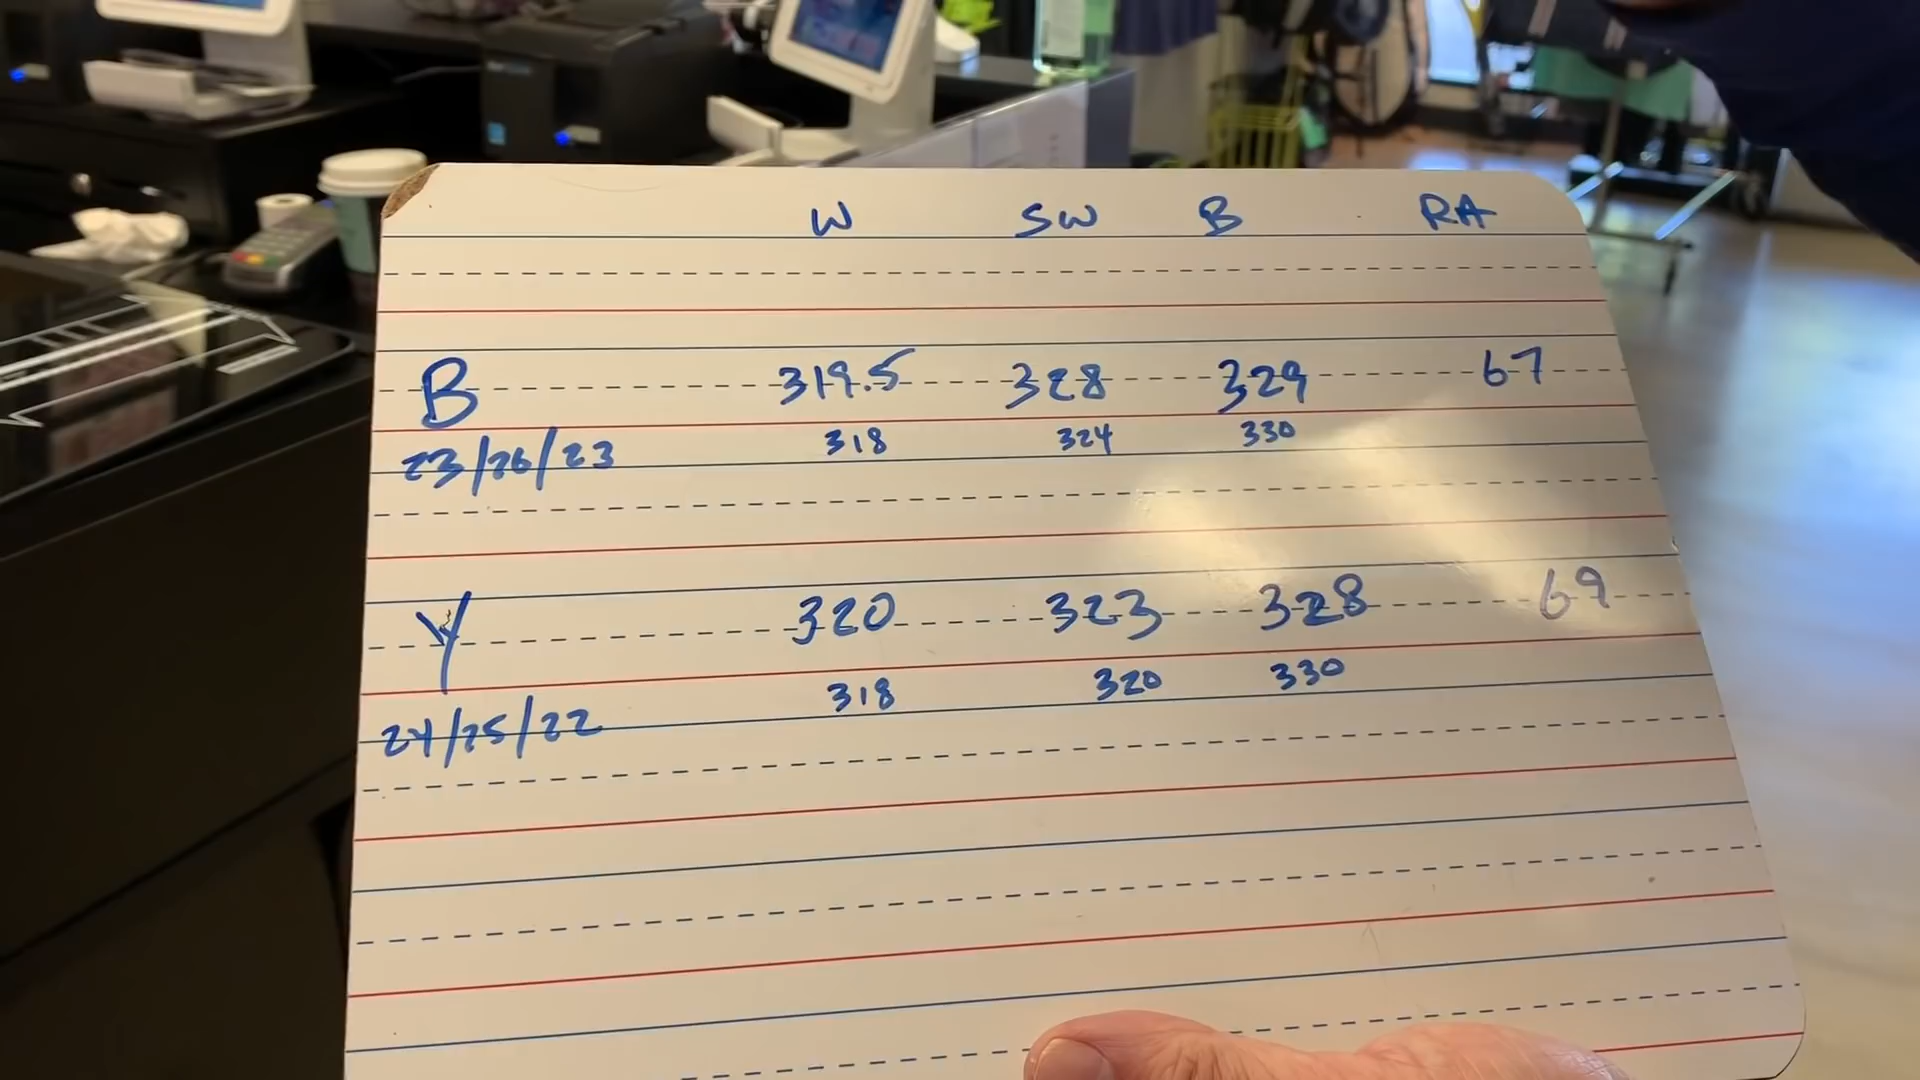 W SW B RA
B 319.5 328 329 67
23/26/23 318 324 330
Y 320 323 328 69
24/25/22 318 320 330